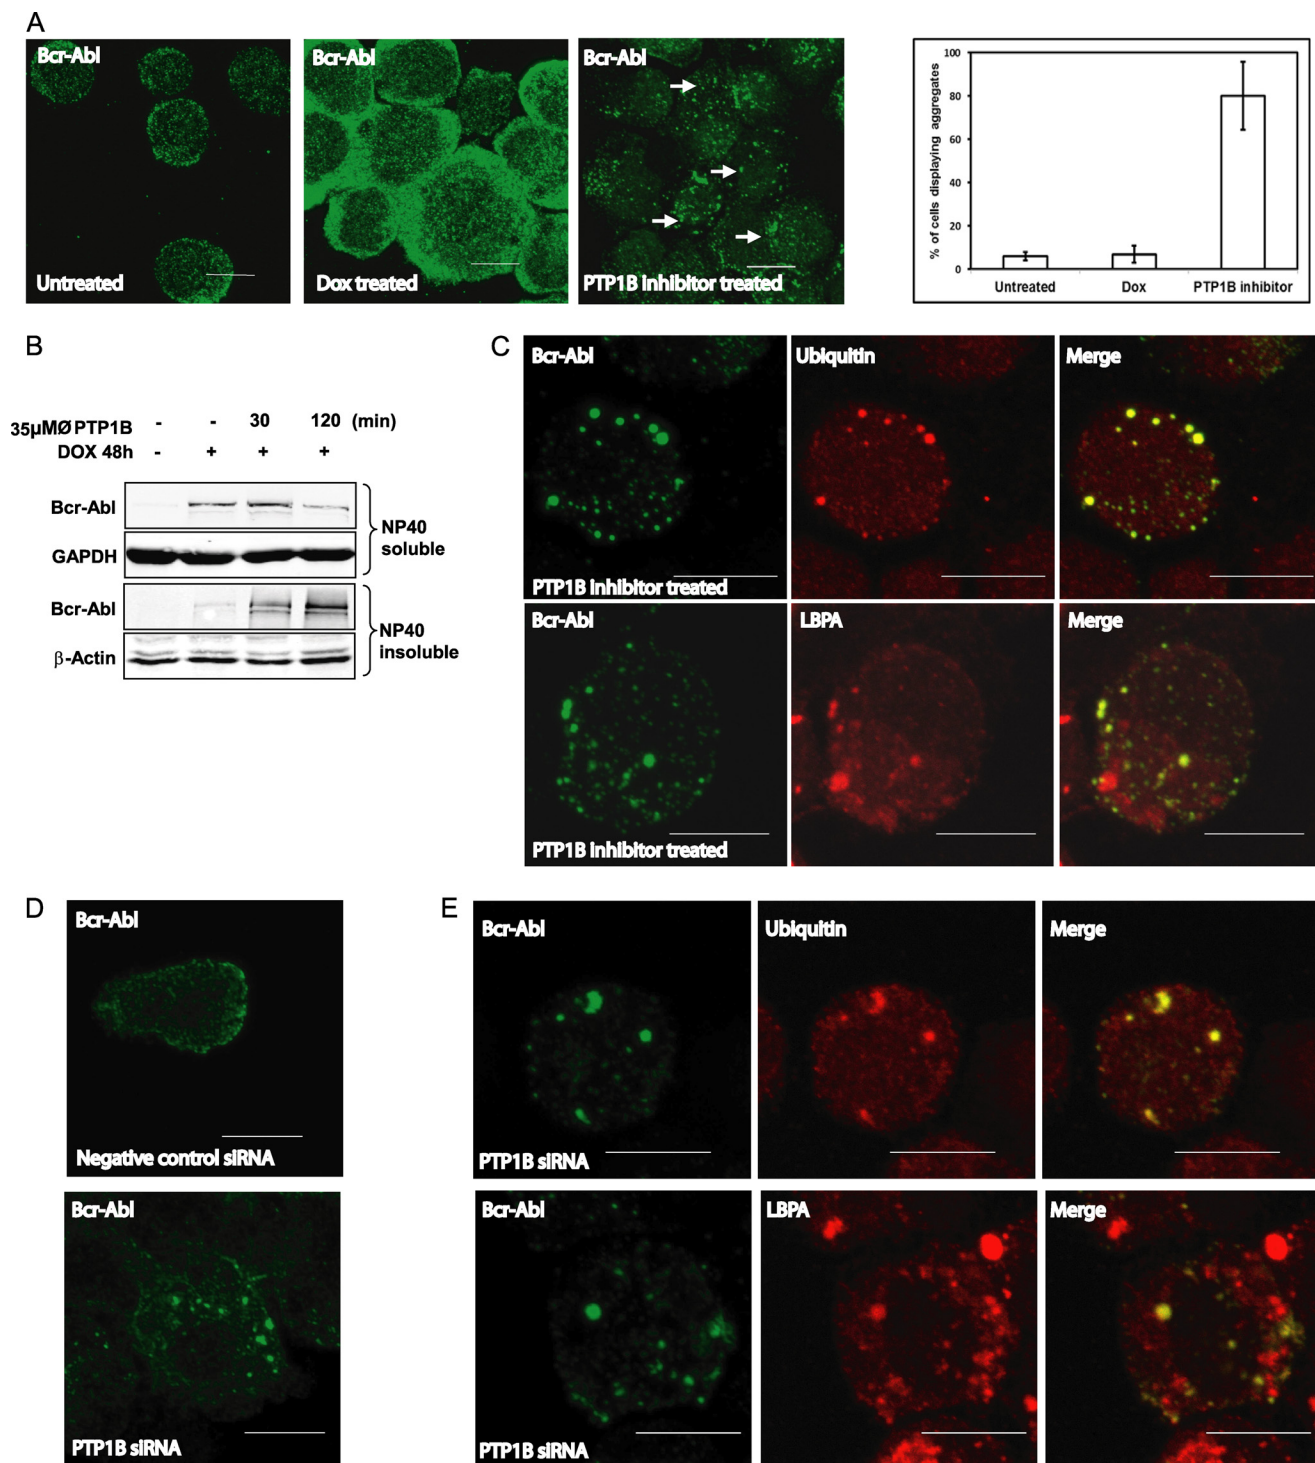 A
Bcr-Abl
Untreated
Bcr-Abl
Dox treated
Bcr-Abl
PTP1B inhibitor treated
% of cells displaying aggregates
100
80
60
40
20
0
Untreated Dox PTP1B inhibitor
B
35µMØ PTP1B - - 30 120 (min)
DOX 48h - + + +
Bcr-Abl
GAPDH
NP40
soluble
Bcr-Abl
β-Actin
NP40
insoluble
C
Bcr-Abl
PTP1B inhibitor treated
Ubiquitin
Merge
Bcr-Abl
PTP1B inhibitor treated
LBPA
Merge
D
Bcr-Abl
Negative control siRNA
Bcr-Abl
PTP1B siRNA
E
Bcr-Abl
PTP1B siRNA
Ubiquitin
Merge
Bcr-Abl
PTP1B siRNA
LBPA
Merge